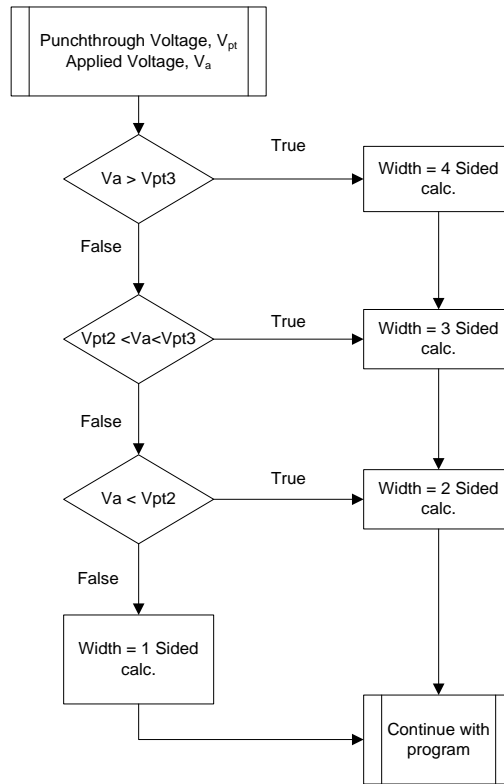 Punchthrough Voltage, Vpt
Applied Voltage, Va
True
Va > Vpt3
Width = 4 Sided
calc.
False
True
Vpt2 <Va<Vpt3
Width = 3 Sided
calc.
False
True
Va < Vpt2
Width = 2 Sided
calc.
False
Width = 1 Sided
calc.
Continue with
program